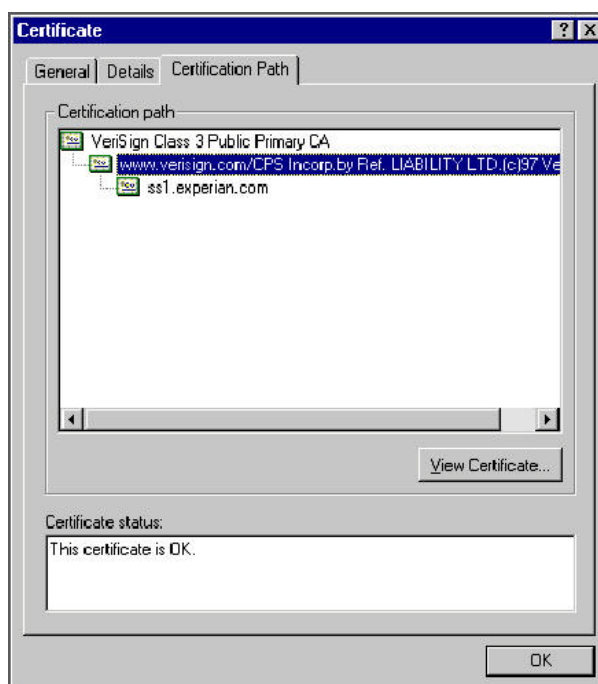 Certificate
General Details Certification Path
Certification path
VeriSign Class 3 Public Primary CA
www.verisign.com/CPS Incorp.by Ref. LIABILITY LTD.(c)97 Ve
ss1.experian.com
View Certificate...
Certificate status:
This certificate is OK.
OK